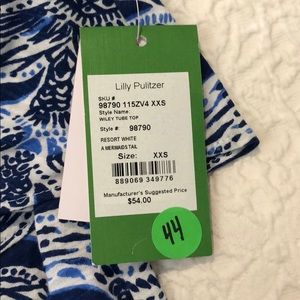 Lilly Pulitzer
SKU #
98790 115ZV4 XXS
Style Name:
WILEY TUBE TOP
Style #: 98790
RESORT WHITE
A MERMAIDS TAIL
Size: XXS
889069 349776
Manufacturer's Suggested Price
$54.00
44